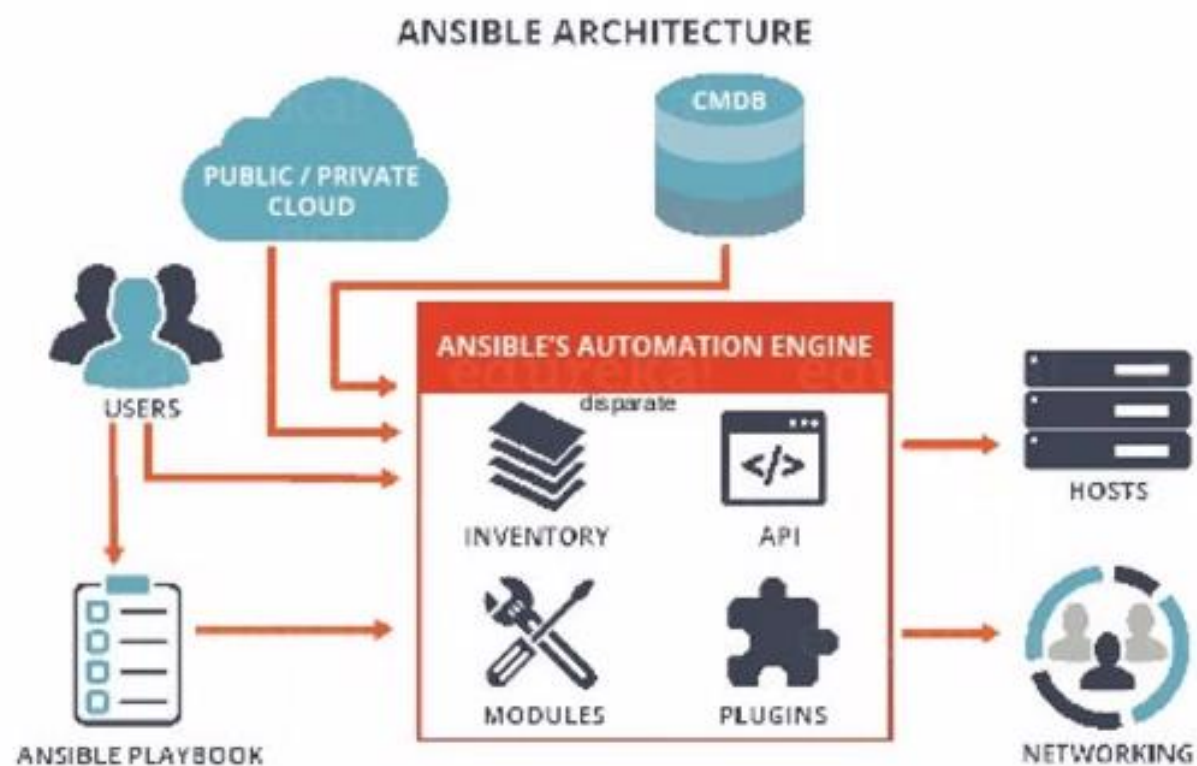 ANSIBLE ARCHITECTURE
PUBLIC / PRIVATE
CLOUD
CMDB
USERS
ANSIBLE'S AUTOMATION ENGINE
edureka!
disparate
INVENTORY
API
HOSTS
MODULES
PLUGINS
ANSIBLE PLAYBOOK
NETWORKING